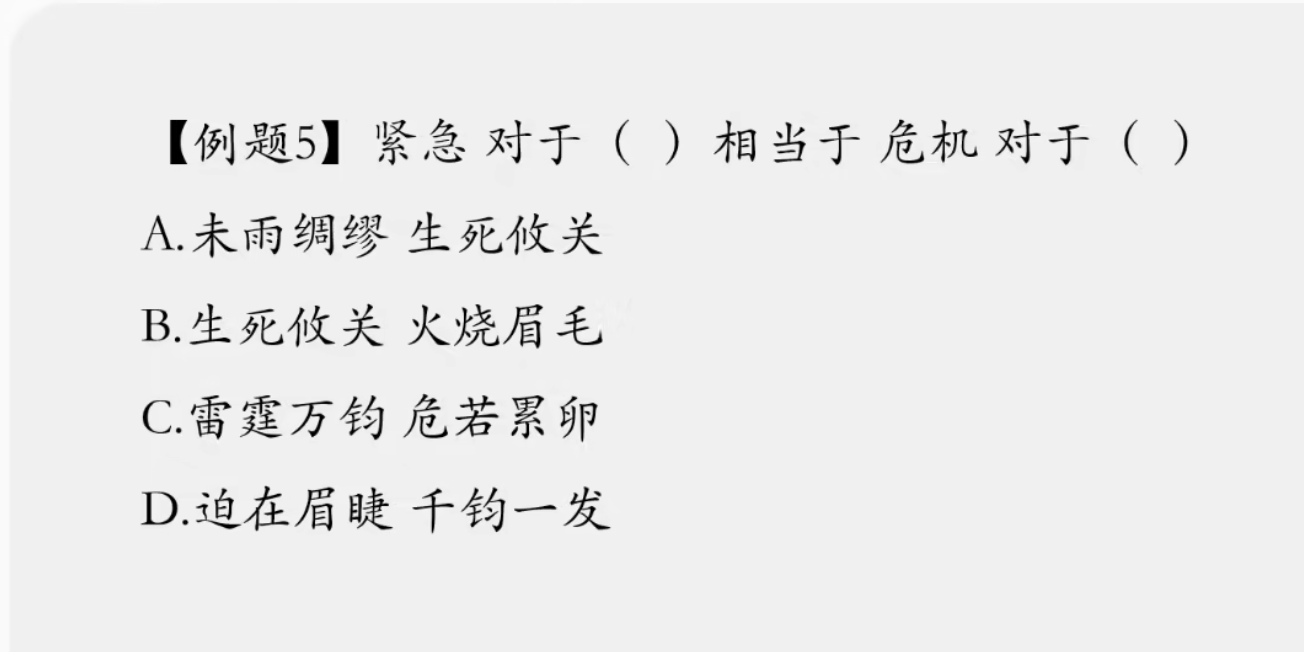 【例题5】紧急 对于（ ）相当于 危机 对于（ ）
A.未雨绸缪 生死攸关
B.生死攸关 火烧眉毛
C.雷霆万钧 危若累卵
D.迫在眉睫 千钧一发